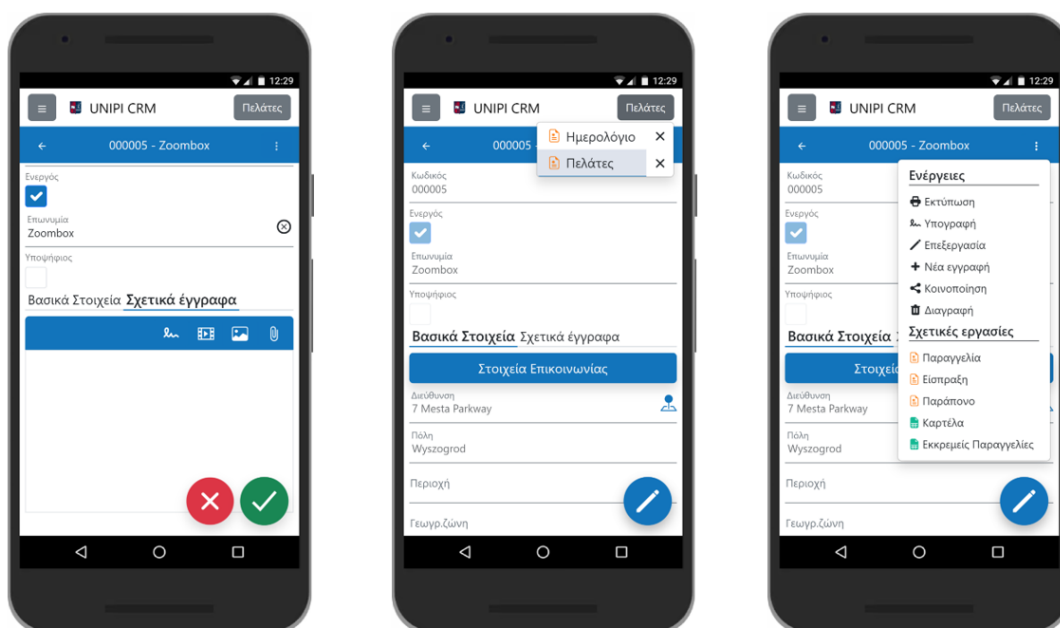 12:29
UNIPI CRM
Πελάτες
000005 - Zoombox
Ενεργός
Επωνυμία
Zoombox
Υποψήφιος
Βασικά Στοιχεία Σχετικά έγγραφα
12:29
UNIPI CRM
Πελάτες
Ημερολόγιο
Πελάτες
000005
Κωδικός
000005
Ενεργός
Επωνυμία
Zoombox
Υποψήφιος
Βασικά Στοιχεία Σχετικά έγγραφα
Στοιχεία Επικοινωνίας
Διεύθυνση
7 Mesta Parkway
Πόλη
Wyszogrod
Περιοχή
Γεωγρ.ζώνη
12:29
UNIPI CRM
Πελάτες
000005 - Zoombox
Κωδικός
000005
Ενεργός
Επωνυμία
Zoombox
Υποψήφιος
Βασικά Στοιχεία
Στοιχεί
Διεύθυνση
7 Mesta Parkway
Πόλη
Wyszogrod
Περιοχή
Γεωγρ.ζώνη
Ενέργειες
Εκτύπωση
Υπογραφή
Επεξεργασία
Νέα εγγραφή
Κοινοποίηση
Διαγραφή
Σχετικές εργασίες
Παραγγελία
Είσπραξη
Παράπονο
Καρτέλα
Εκκρεμείς Παραγγελίες